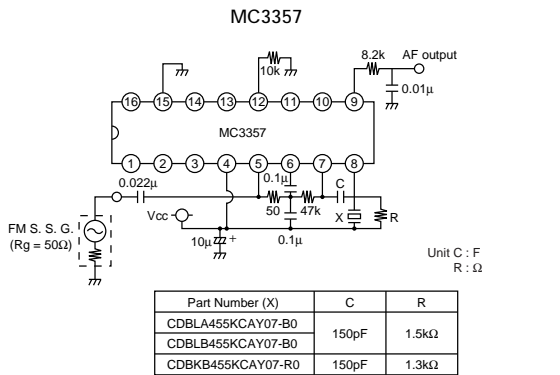 MC3357
8.2k
AF output
10k
0.01μ
16 15 14 13 12 11 10 9
MC3357
1 2 3 4 5 6 7 8
0.1μ
0.022μ
C
50
47k
Vcc
X
R
FM S. S. G.
(Rg = 50Ω)
10μ
+
0.1μ
Unit C : F
R : Ω
Part Number (X) C R
CDBLA455KCAY07-B0
150pF 1.5kΩ
CDBLB455KCAY07-B0
CDBKB455KCAY07-R0 150pF 1.3kΩ